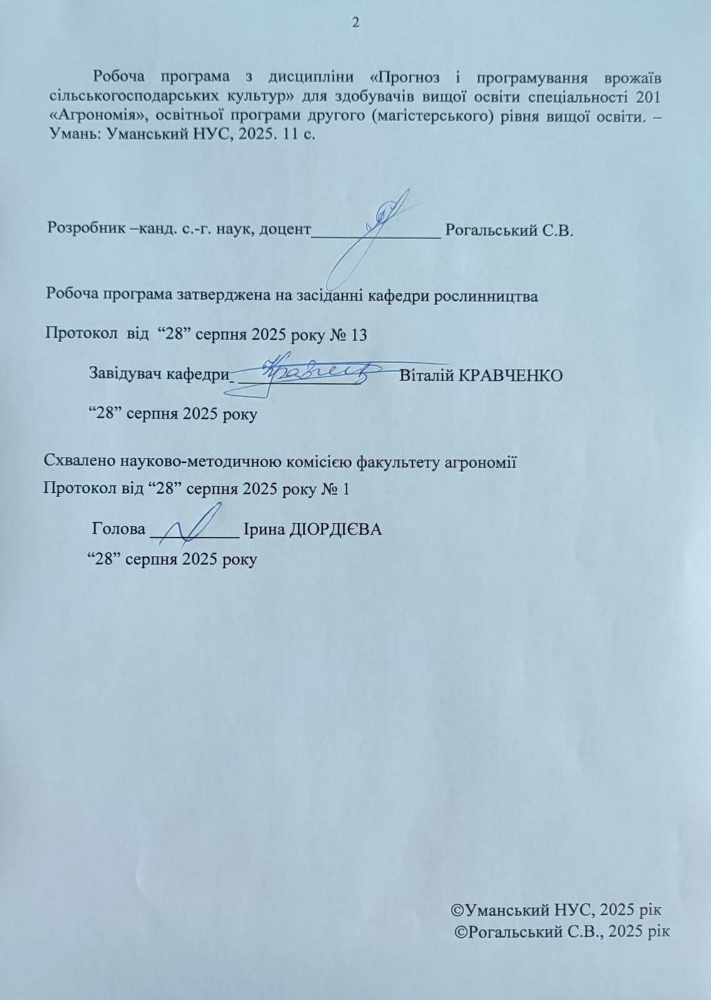 2
Робоча програма з дисципліни «Прогноз і програмування врожаїв
сільськогосподарських культур» для здобувачів вищої освіти спеціальності 201
«Агрономія», освітньої програми другого (магістерського) рівня вищої освіти. –
Умань: Уманський НУС, 2025. 11 с.
Розробник –канд. с.-г. наук, доцент_______________ Рогальський С.В.
Робоча програма затверджена на засіданні кафедри рослинництва
Протокол від “28” серпня 2025 року № 13
Завідувач кафедри_ ______________ Віталій КРАВЧЕНКО
“28” серпня 2025 року
Схвалено науково-методичною комісією факультету агрономії
Протокол від “28” серпня 2025 року № 1
Голова __________ Ірина ДІОРДІЄВА
“28” серпня 2025 року
©Уманський НУС, 2025 рік
©Рогальський С.В., 2025 рік